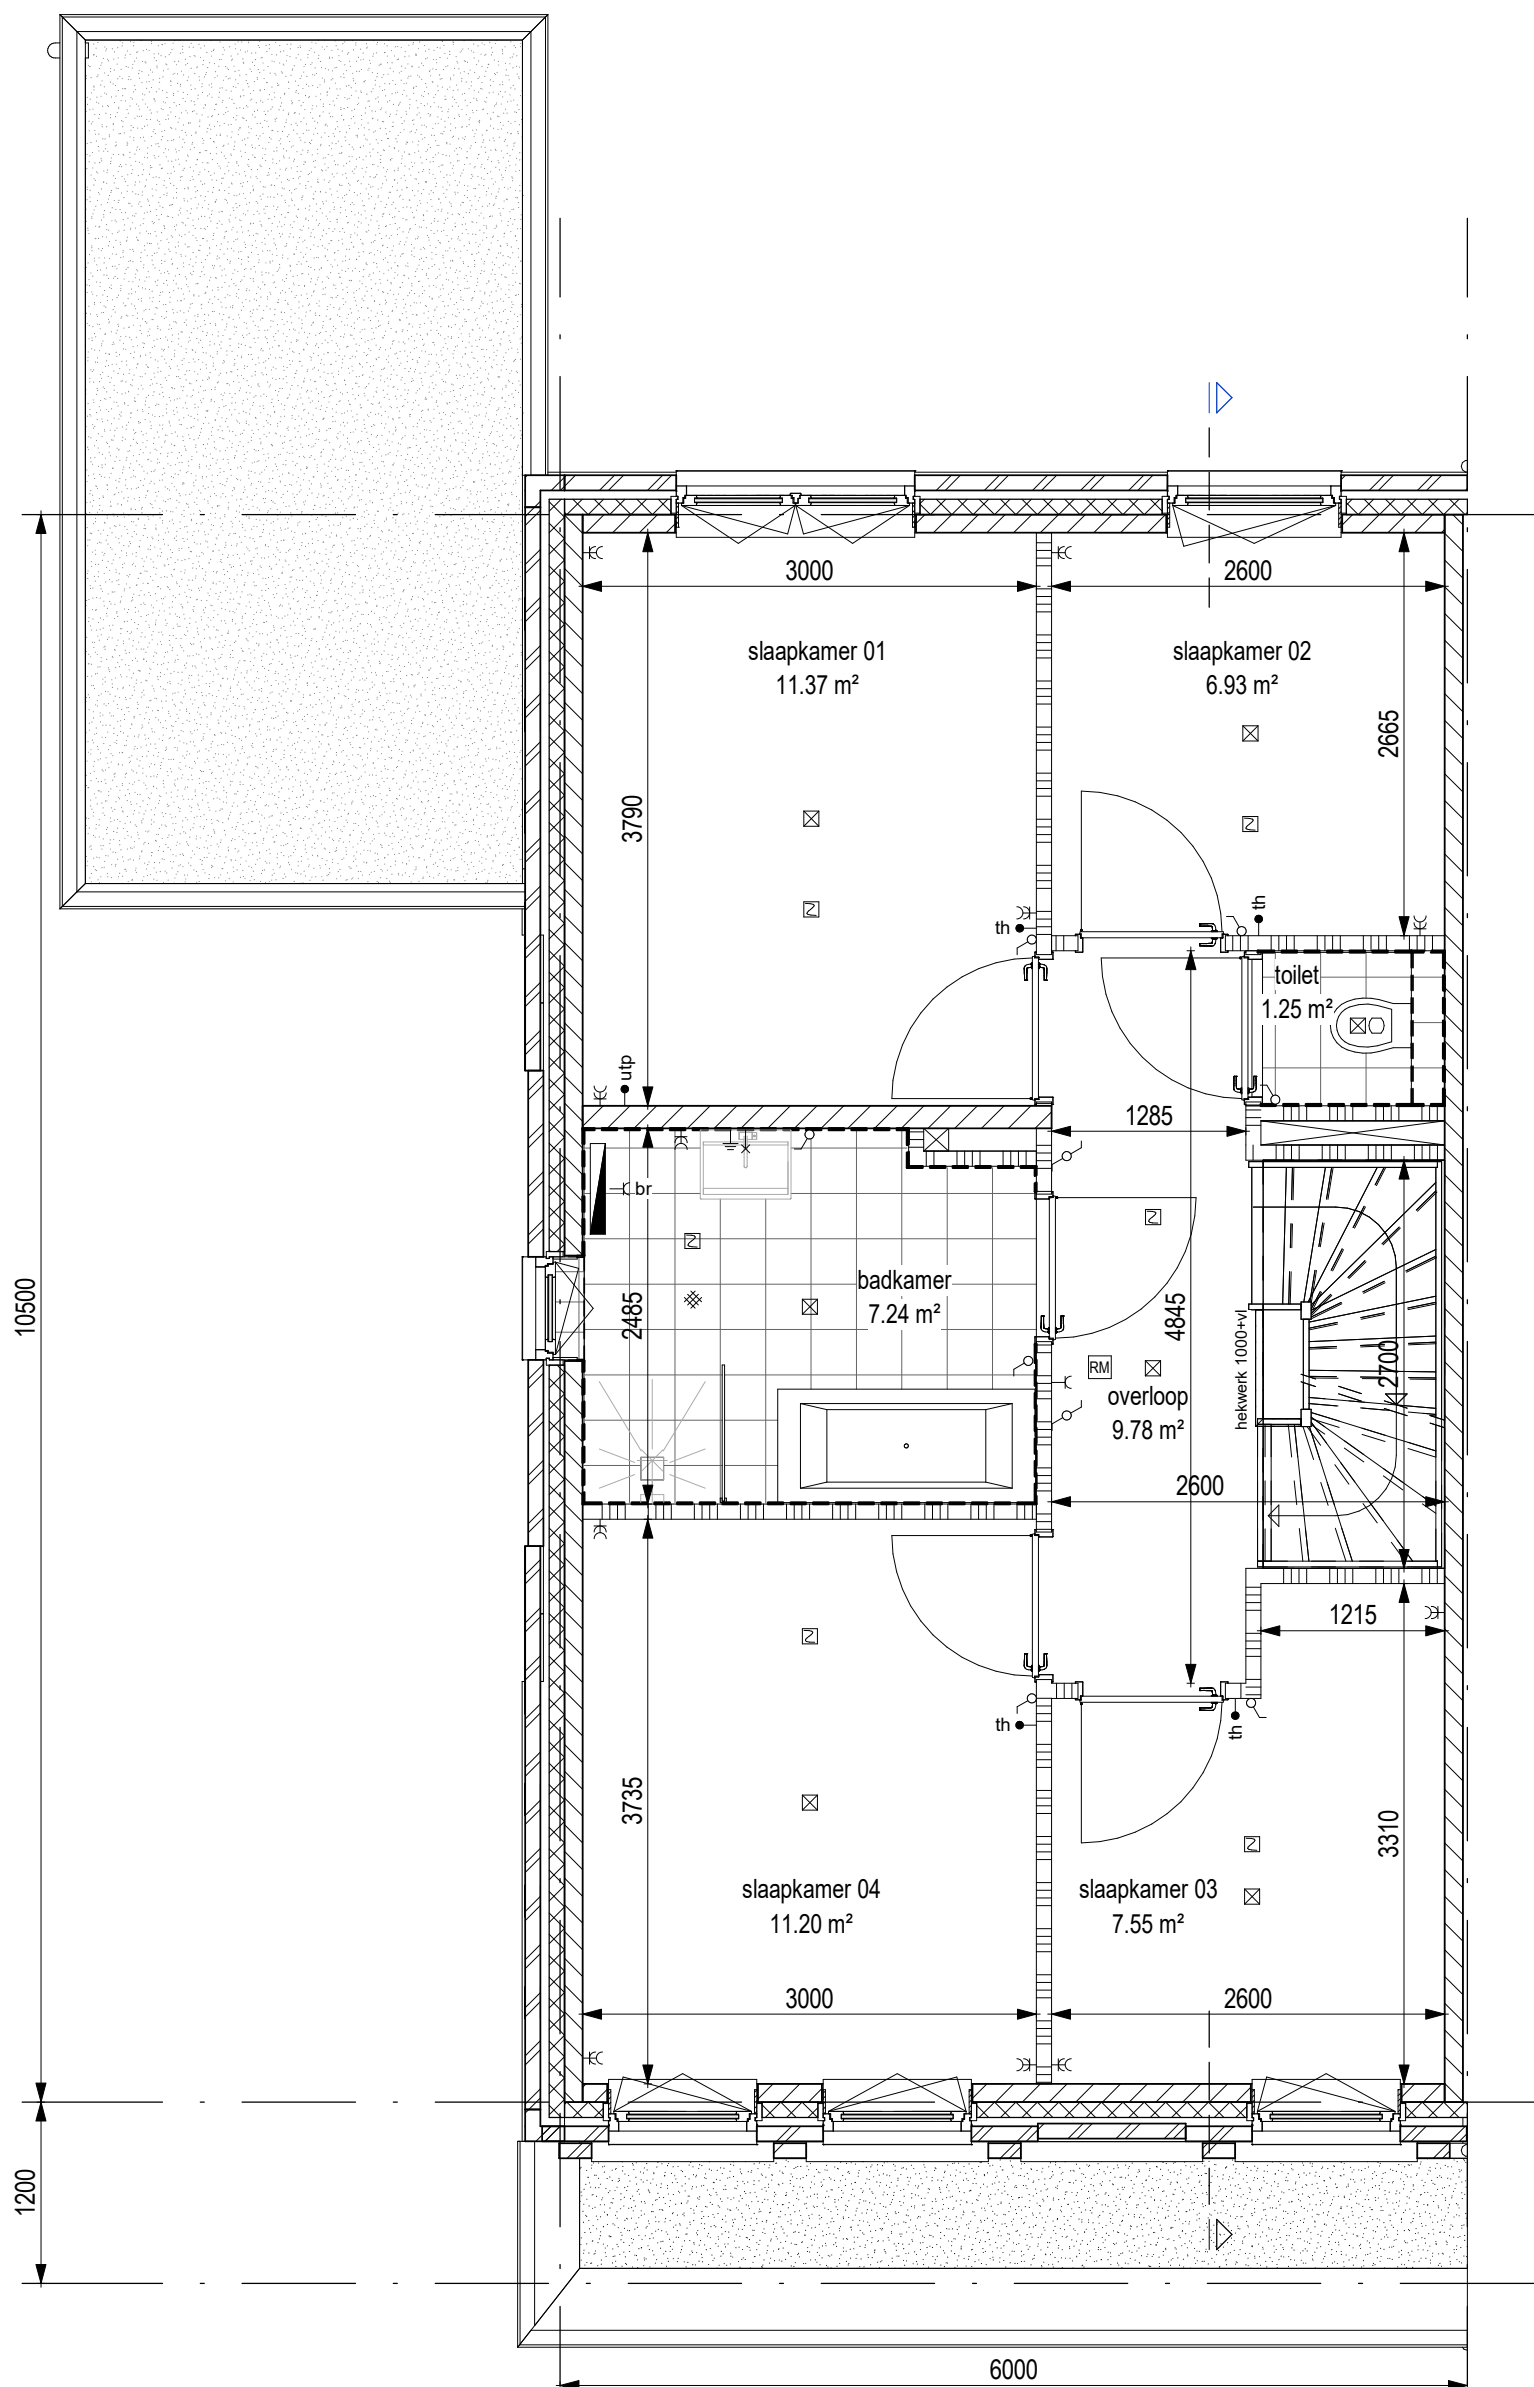 3000
2600
slaapkamer 01
11.37 m²
slaapkamer 02
6.93 m²
2665
3790
th
th
toilet
1.25 m²
utp
1285
br
badkamer
7.24 m²
2485
10500
4845
hekwerk 1000+vl
2700
RM
overloop
9.78 m²
2600
1215
th
th
3735
3310
slaapkamer 04
11.20 m²
slaapkamer 03
7.55 m²
3000
2600
1200
6000